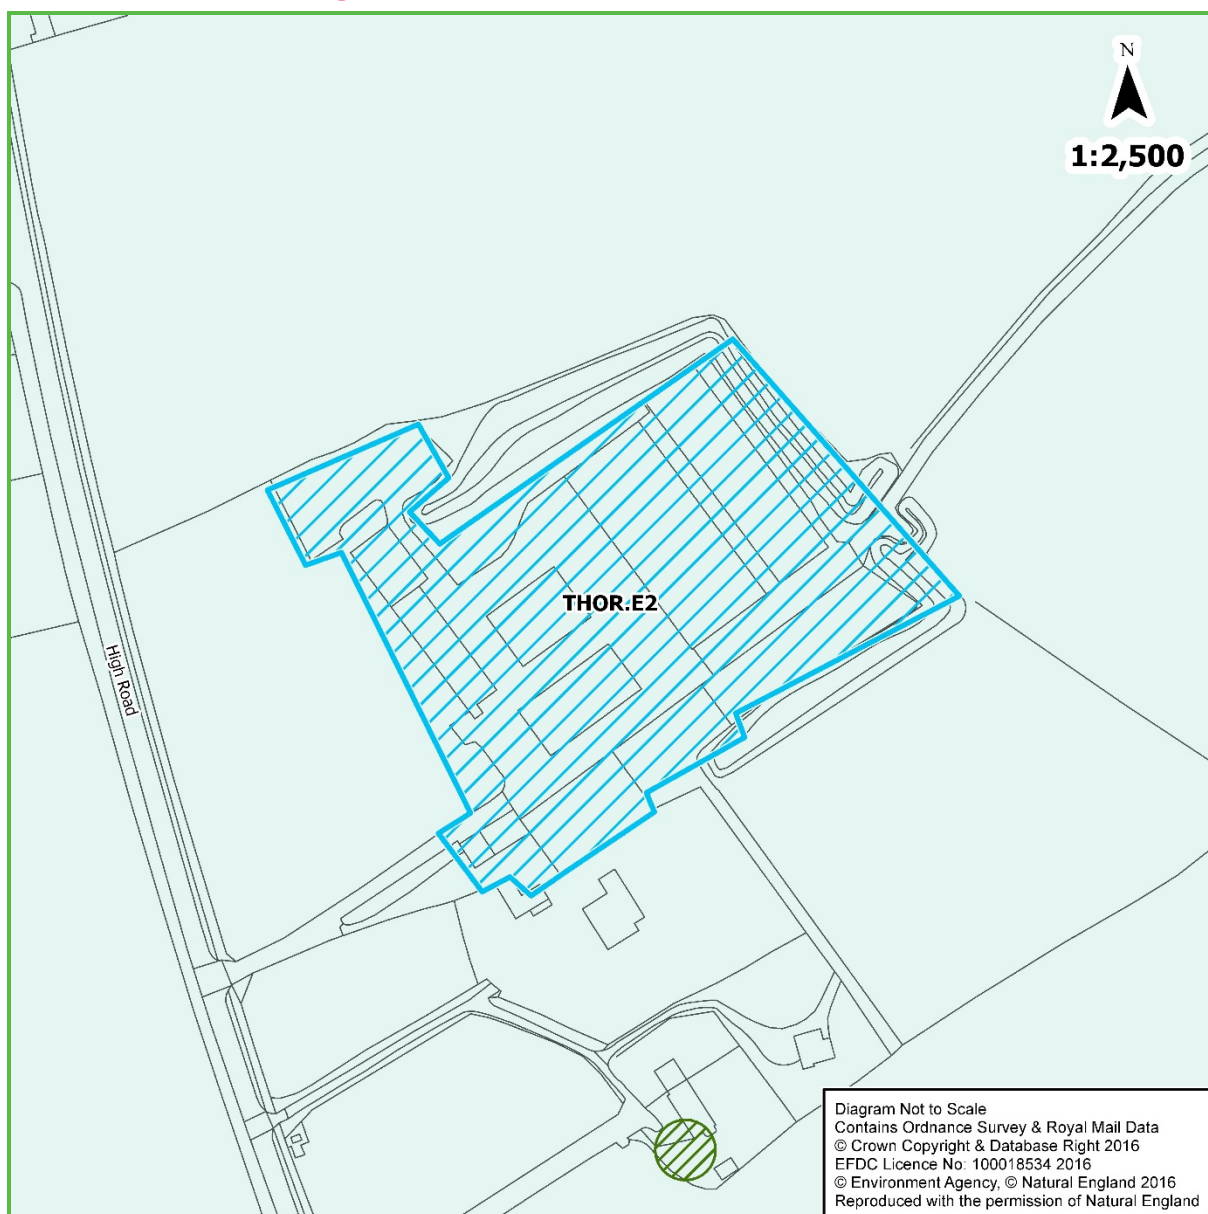 N
1:2,500
THOR.E2
High Road
Diagram Not to Scale
Contains Ordnance Survey & Royal Mail Data
© Crown Copyright & Database Right 2016
EFDC Licence No: 100018534 2016
© Environment Agency, © Natural England 2016
Reproduced with the permission of Natural England